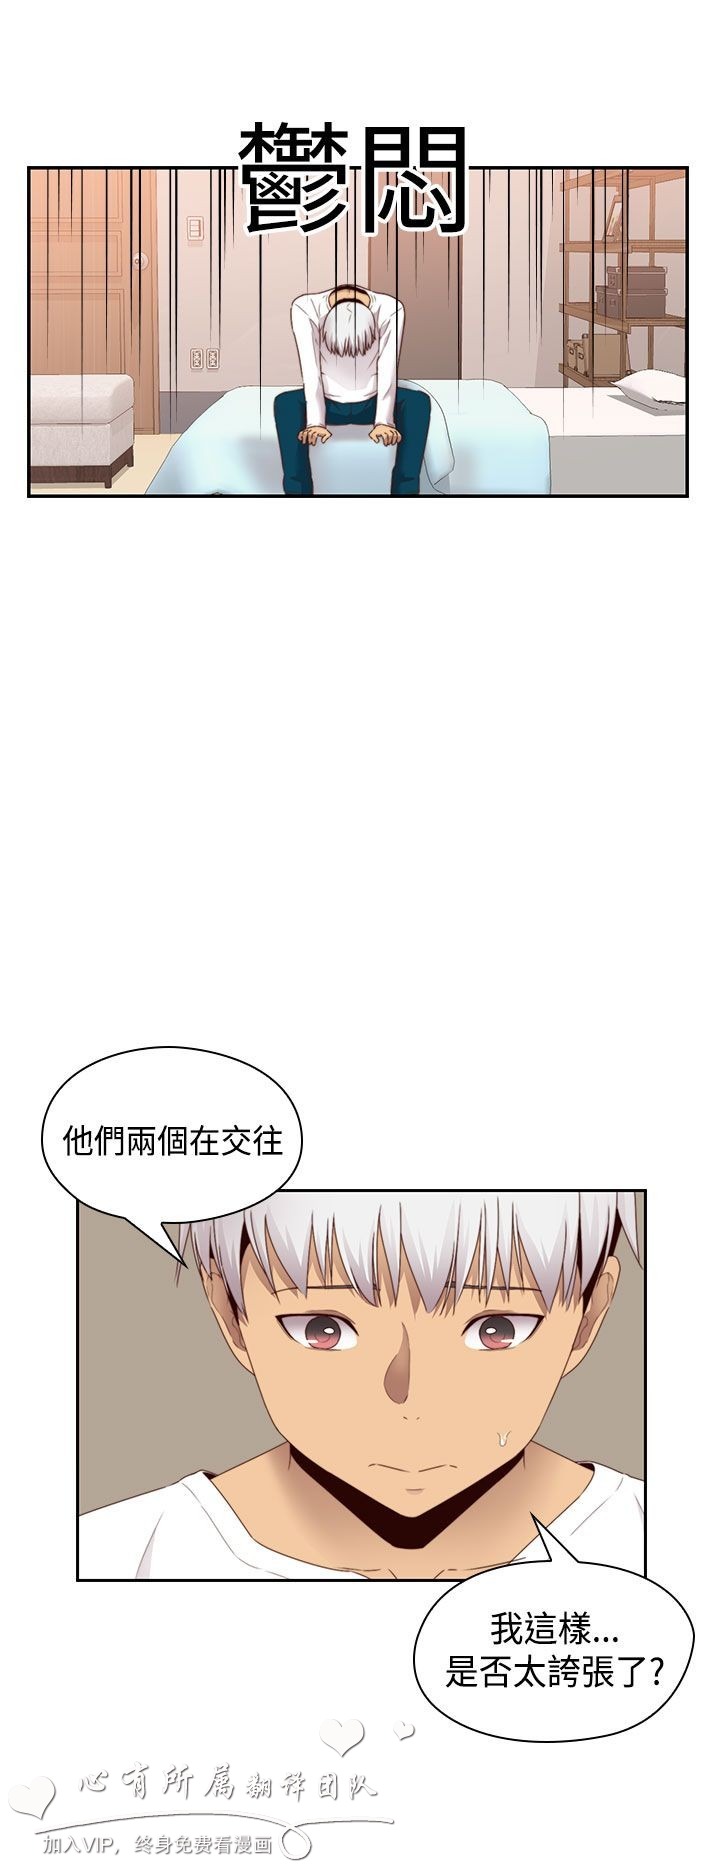 鬱悶
他們兩個在交往
我這樣…
是否太誇張了?
心有所属翻译团队
加入VIP，终身免费看漫画